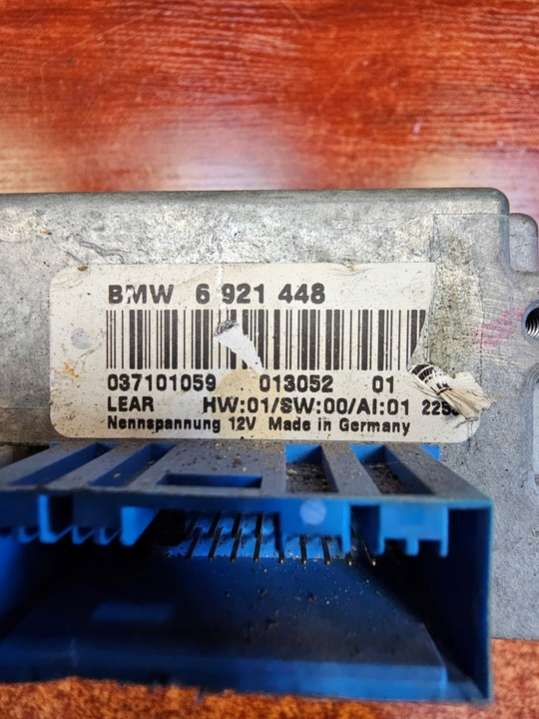 BMW 6 921 448
037101059 013052 01
LEAR HW:01/SW:00/AI:01
Nennspannung 12V Made in Germany